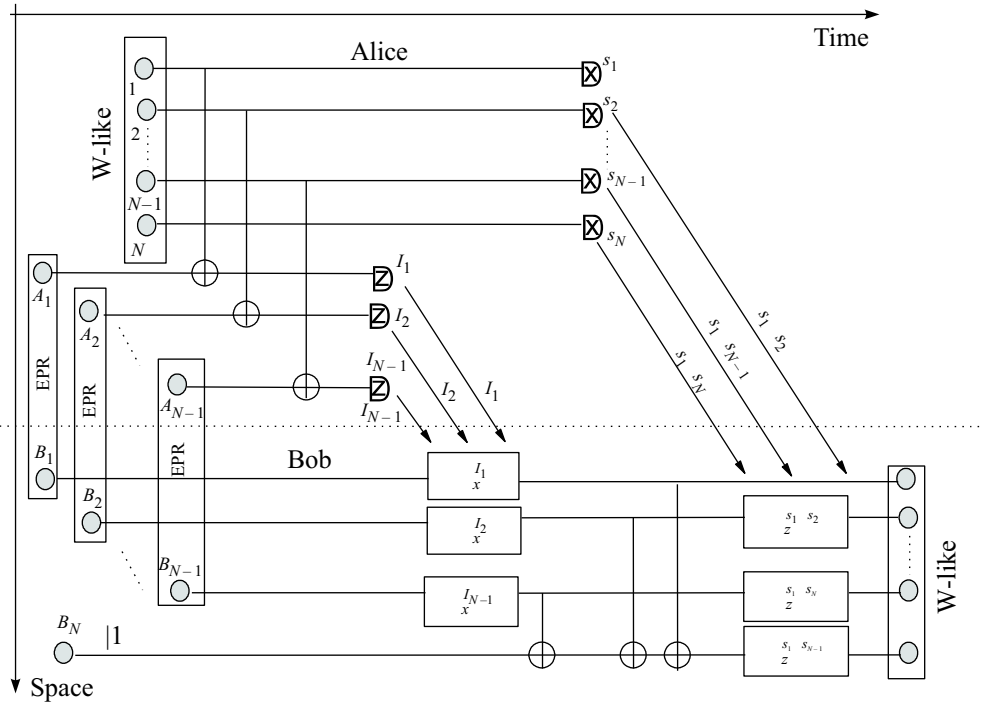 Time
Alice
W-like
1
2
N−1
N
s1
s2
sN−1
sN
A1
A2
AN−1
EPR
EPR
EPR
I1
I2
IN−1
IN−1
I2
I1
s1 sN
s1 sN−1
s1 s2
Bob
B1
B2
BN−1
BN
|1
I1
x
I2
x
IN−1
x
s1 s2
z
s1 sN
z
s1 sN−1
z
W-like
Space
X
X
X
X
Z
Z
Z